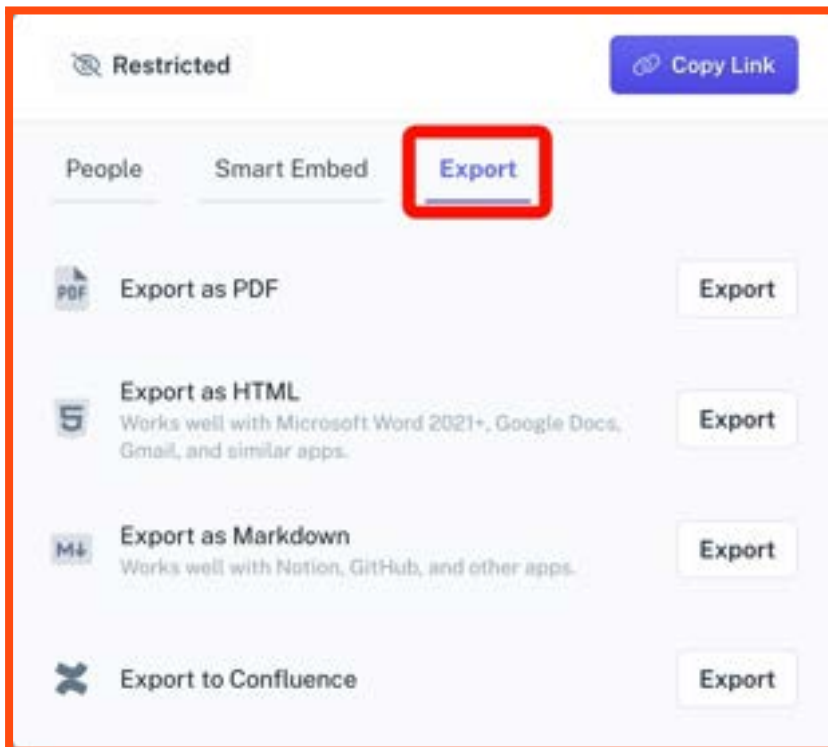 Restricted
Copy Link
People Smart Embed Export
PDF Export as PDF Export
Export as HTML
Works well with Microsoft Word 2021+, Google Docs,
Gmail, and similar apps.
Export
M↓ Export as Markdown
Works well with Notion, GitHub, and other apps.
Export
Export to Confluence Export